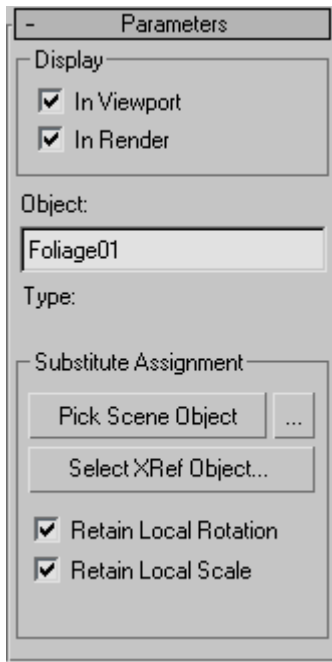 - Parameters
Display
In Viewport
In Render
Object:
Foliage01
Type:
Substitute Assignment
Pick Scene Object ...
Select XRef Object...
Retain Local Rotation
Retain Local Scale